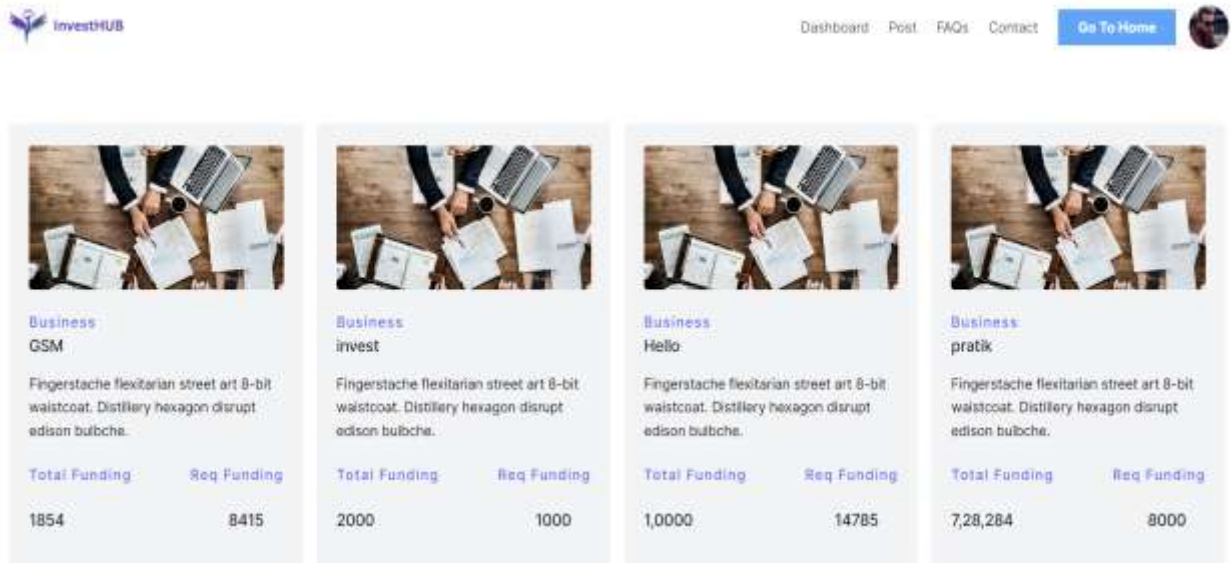 InvestHUB
Dashboard Post FAQs Contact Go To Home
Business
GSM
Fingerstache flexitarian street art 8-bit
waistcoat. Distillery hexagon disrupt
edison bulbche.
Total Funding Req Funding
1854 8415
Business
invest
Fingerstache flexitarian street art 8-bit
waistcoat. Distillery hexagon disrupt
edison bulbche.
Total Funding Req Funding
2000 1000
Business
Hello
Fingerstache flexitarian street art 8-bit
waistcoat. Distillery hexagon disrupt
edison bulbche.
Total Funding Req Funding
1,0000 14785
Business
pratik
Fingerstache flexitarian street art 8-bit
waistcoat. Distillery hexagon disrupt
edison bulbche.
Total Funding Req Funding
7,28,284 8000